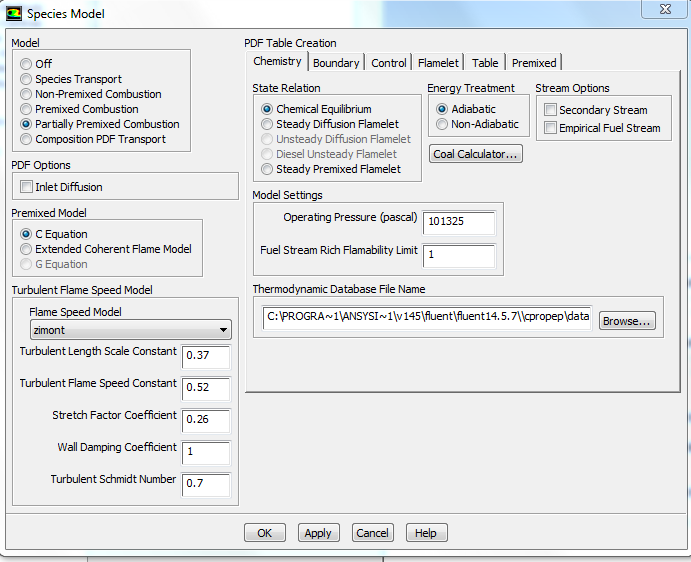 Species Model
Model
Off
Species Transport
Non-Premixed Combustion
Premixed Combustion
Partially Premixed Combustion
Composition PDF Transport
PDF Options
Inlet Diffusion
Premixed Model
C Equation
Extended Coherent Flame Model
G Equation
Turbulent Flame Speed Model
Flame Speed Model
zimont
Turbulent Length Scale Constant 0.37
Turbulent Flame Speed Constant 0.52
Stretch Factor Coefficient 0.26
Wall Damping Coefficient 1
Turbulent Schmidt Number 0.7
PDF Table Creation
Chemistry Boundary Control Flamelet Table Premixed
State Relation
Chemical Equilibrium
Steady Diffusion Flamelet
Unsteady Diffusion Flamelet
Diesel Unsteady Flamelet
Steady Premixed Flamelet
Energy Treatment
Adiabatic
Non-Adiabatic
Stream Options
Secondary Stream
Empirical Fuel Stream
Coal Calculator...
Model Settings
Operating Pressure (pascal) 101325
Fuel Stream Rich Flamability Limit 1
Thermodynamic Database File Name
C:\PROGRA~1\ANSYSI~1\v145\fluent\fluent14.5.7\\cpropep\data Browse...
OK Apply Cancel Help